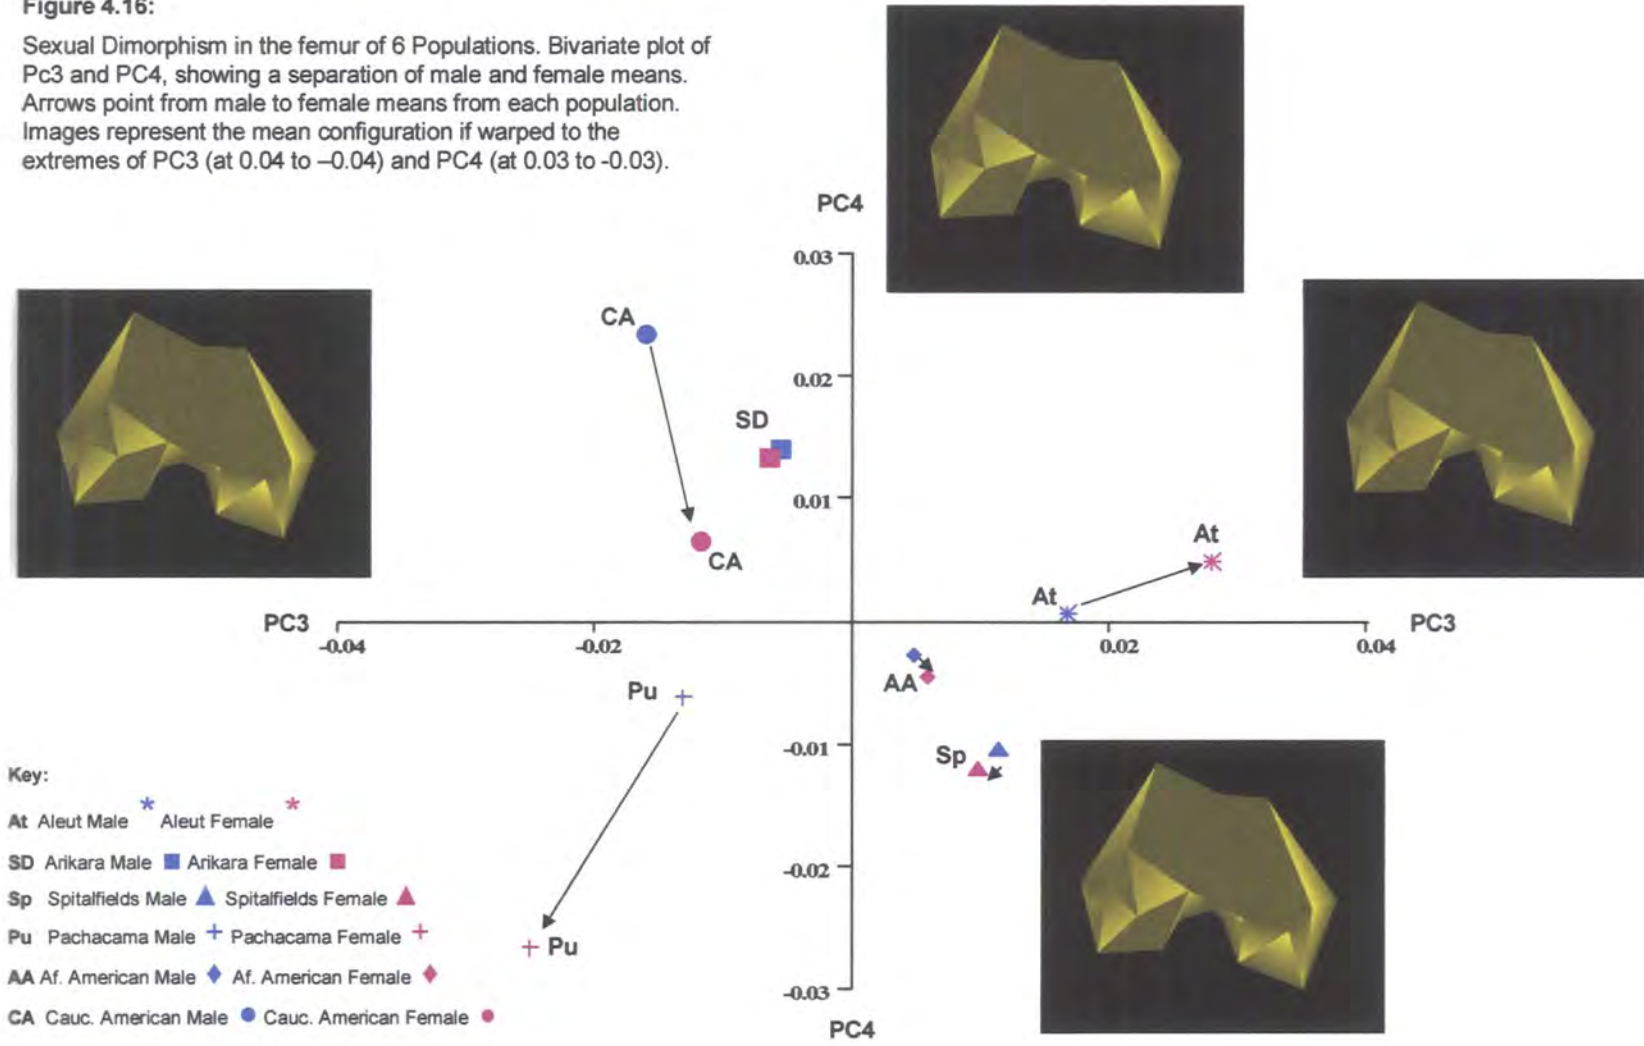 Figure 4.16:
Sexual Dimorphism in the femur of 6 Populations. Bivariate plot of
Pc3 and PC4, showing a separation of male and female means.
Arrows point from male to female means from each population.
Images represent the mean configuration if warped to the
extremes of PC3 (at 0.04 to –0.04) and PC4 (at 0.03 to -0.03).
PC4
0.03
CA
0.02
SD
0.01
CA
At
At
PC3
PC3
-0.04
-0.02
0.02
0.04
Pu
AA
-0.01
Sp
-0.02
Pu
-0.03
PC4
Key:
At Aleut Male Aleut Female
SD Arikara Male Arikara Female
Sp Spitalfields Male Spitalfields Female
Pu Pachacama Male Pachacama Female
AA Af. American Male Af. American Female
CA Cauc. American Male Cauc. American Female